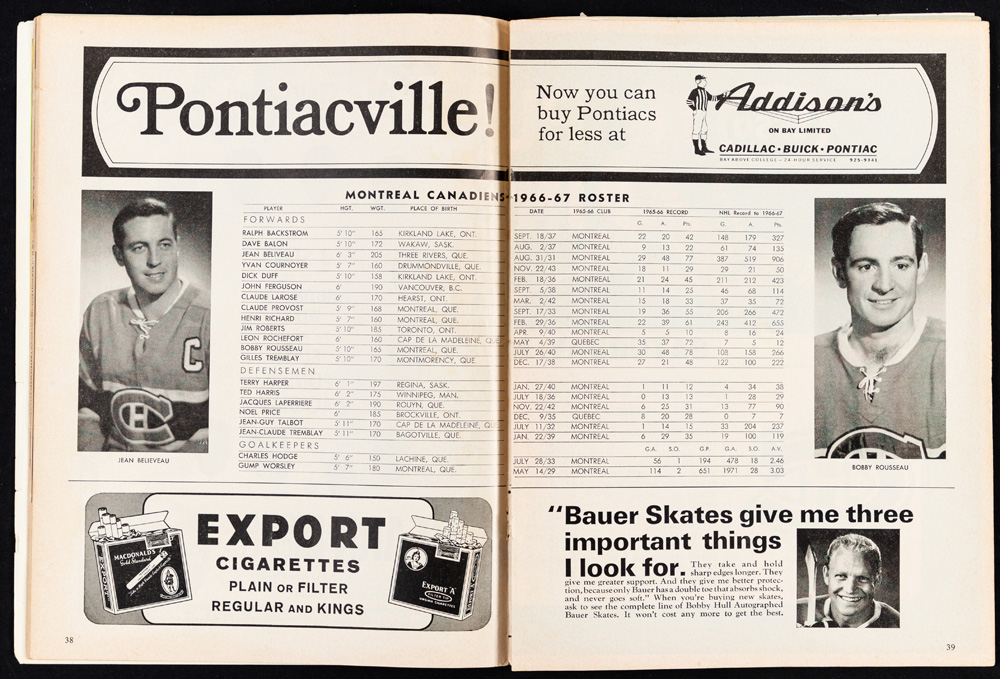 Pontiacville!
Now you can
buy Pontiacs
for less at
Addison's
ON BAY LIMITED
CADILLAC • BUICK • PONTIAC
BAY ABOVE COLLEGE — 24 HOUR SERVICE 925-9341
MONTREAL CANADIENS 1966-67 ROSTER
PLAYER HGT. WGT. PLACE OF BIRTH DATE 1965-66 CLUB 1965-66 RECORD NHL Record to 1966-67
G. A. Pts. G. A. Pts.
FORWARDS
RALPH BACKSTROM 5' 10" 165 KIRKLAND LAKE, ONT. SEPT. 18/37 MONTREAL 22 20 42 148 179 327
DAVE BALON 5' 10" 172 WAKAW, SASK. AUG. 2/37 MONTREAL 9 13 22 61 74 135
JEAN BELIVEAU 6' 3" 205 THREE RIVERS, QUE. AUG. 31/31 MONTREAL 29 48 77 387 519 906
YVAN COURNOYER 5' 7" 160 DRUMMONDVILLE, QUE. NOV. 22/43 MONTREAL 18 11 29 29 21 50
DICK DUFF 5' 10" 158 KIRKLAND LAKE, ONT. FEB. 18/36 MONTREAL 21 24 45 211 212 423
JOHN FERGUSON 6' 190 VANCOUVER, B.C. SEPT. 5/38 MONTREAL 11 14 25 46 68 114
CLAUDE LAROSE 6' 170 HEARST, ONT. MAR. 2/42 MONTREAL 15 18 33 37 35 72
CLAUDE PROVOST 5' 9" 168 MONTREAL, QUE. SEPT. 17/33 MONTREAL 19 36 55 206 266 472
HENRI RICHARD 5' 7" 160 MONTREAL, QUE. FEB. 29/36 MONTREAL 22 39 61 243 412 655
JIM ROBERTS 5' 10" 185 TORONTO, ONT. APR. 9/40 MONTREAL 5 5 10 8 16 24
LEON ROCHEFORT 6' 160 CAP DE LA MADELEINE, QUE. MAY 4/39 QUEBEC 35 37 72 7 5 12
BOBBY ROUSSEAU 5' 10" 165 MONTREAL, QUE. JULY 26/40 MONTREAL 30 48 78 108 158 266
GILLES TREMBLAY 5' 10" 170 MONTMORENCY, QUE DEC. 17/38 MONTREAL 27 21 48 122 100 222
DEFENSEMEN
TERRY HARPER 6' 1" 197 REGINA, SASK. JAN. 27/40 MONTREAL 1 11 12 4 34 38
TED HARRIS 6' 2" 175 WINNIPEG, MAN. JULY 18/36 MONTREAL 0 13 13 1 28 29
JACQUES LAPERRIERE 6' 2" 190 ROUYN, QUE. NOV. 22/42 MONTREAL 6 25 31 13 77 90
NOEL PRICE 6' 185 BROCKVILLE, ONT. DEC. 9/35 QUEBEC 8 20 28 0 7 7
JEAN-GUY TALBOT 5' 11" 170 CAP DE LA MADELEINE, JULY 11/32 MONTREAL 1 14 15 33 204 237
JEAN-CLAUDE TREMBLAY 5' 11" 170 BAGOTVILLE, QUE. JAN. 22/39 MONTREAL 6 29 35 19 100 119
GOALKEEPERS G.A. S.O. G.P. G.A. S.O. A.V.
CHARLES HODGE 5' 6" 150 LACHINE, QUE. JULY 28/33 MONTREAL 56 1 194 478 18 2.46
GUMP WORSLEY 5' 7" 180 MONTREAL, QUE. MAY 14/29 MONTREAL 114 2 651 1971 28 3.03
C
JEAN BELIEVEAU
BOBBY ROUSSEAU
EXPORT
CIGARETTES
PLAIN OR FILTER
REGULAR AND KINGS
MACDONALD'S
Gold Standard
EXPORT "A"
"Bauer Skates give me three
important things
I look for. They take and hold
sharp edges longer. They
give me greater support. And they give me better protec-
tion, because only Bauer has a double toe that absorbs shock,
and never goes soft." When you're buying new skates,
ask to see the complete line of Bobby Hull Autographed
Bauer Skates. It won't cost any more to get the best.
38
39